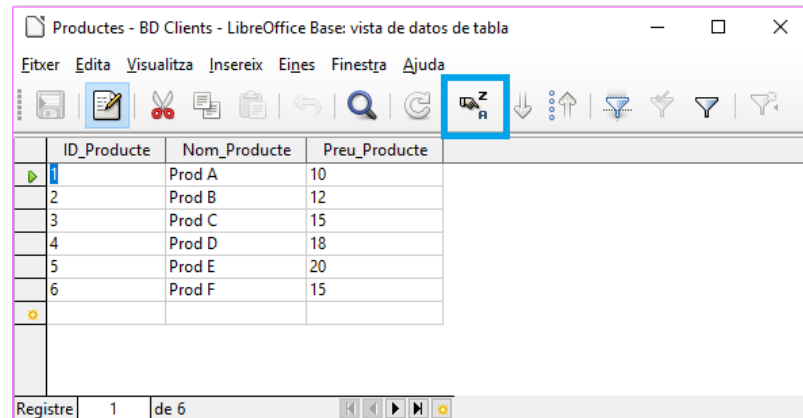 Productes - BD Clients - LibreOffice Base: vista de datos de tabla
Fitxer Edita Visualitza Insereix Eines Finestra Ajuda
Z
A
ID_Producte Nom_Producte Preu_Producte
1 Prod A 10
2 Prod B 12
3 Prod C 15
4 Prod D 18
5 Prod E 20
6 Prod F 15
Registre 1 de 6